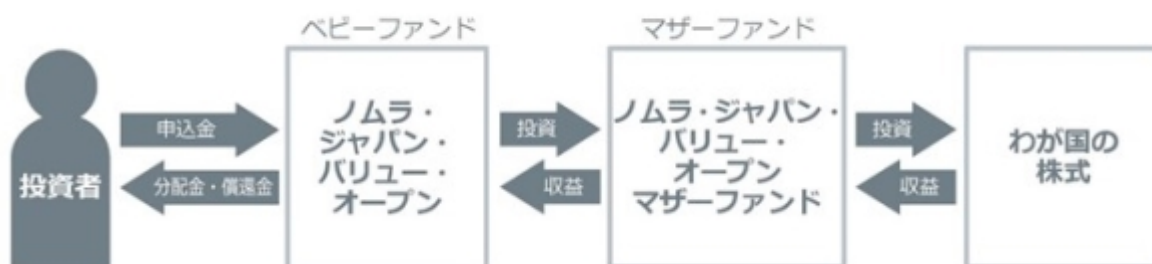 ベビーファンド
マザーファンド
投資者
申込金
分配金・償還金
ノムラ・
ジャパン・
バリュー・
オープン
投資
収益
ノムラ・ジャパン・
バリュー・
オープン
マザーファンド
投資
収益
わが国の
株式